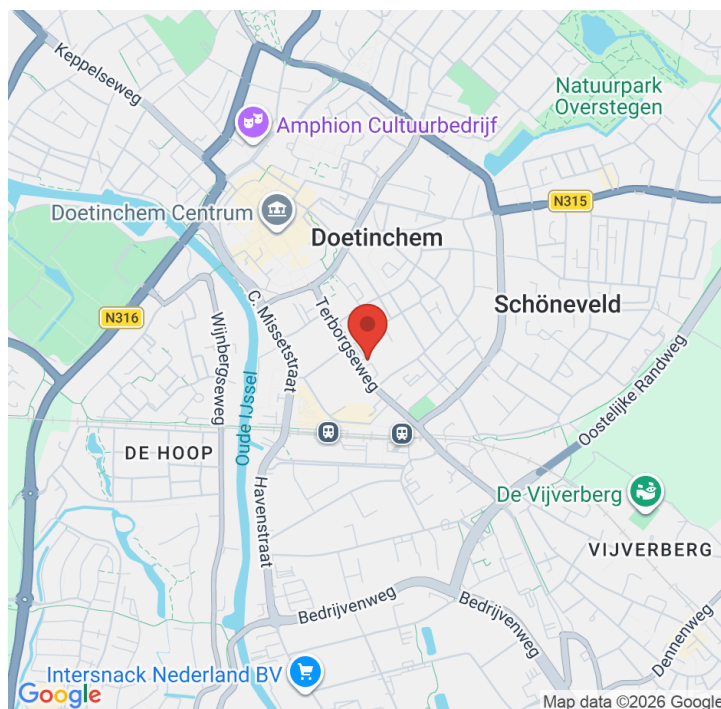 Keppelseweg
Natuurpark
Overstegen
Amphion Cultuurbedrijf
N315
Doetinchem Centrum
Doetinchem
Schöneveld
N316
C. Missetstraat
Terborgseweg
Wijnbergseweg
Oude IJssel
Oostelijke Randweg
DE HOOP
Havenstraat
De Vijverberg
VIJVERBERG
Bedrijvenweg
Bedrijvenweg
Dennenweg
Intersnack Nederland BV
Google
Map data ©2026 Google